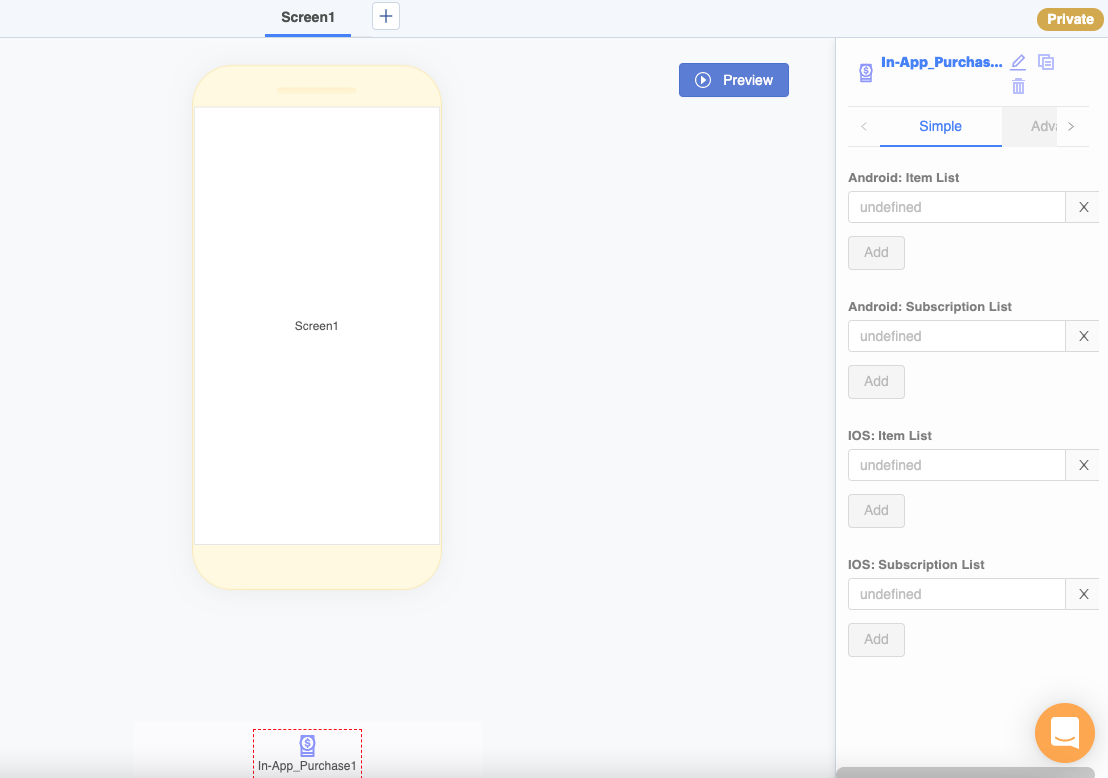 Screen1
+
Private
Preview
Screen1
In-App_Purchase1
In-App_Purchas...
Simple
Adva
Android: Item List
undefined
X
Add
Android: Subscription List
undefined
X
Add
IOS: Item List
undefined
X
Add
IOS: Subscription List
undefined
X
Add